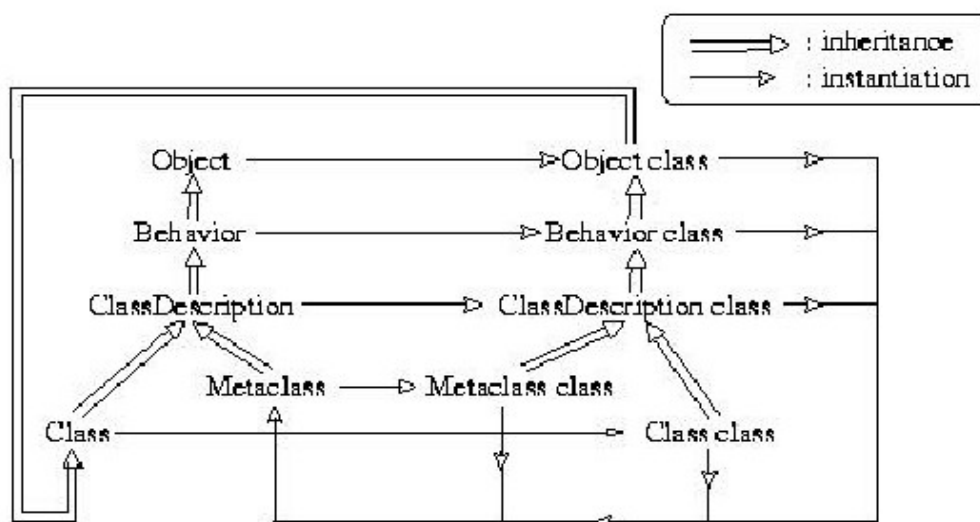 : inheritance
: instantiation
Object Object class
Behavior Behavior class
ClassDescription ClassDescription class
Metaclass Metaclass class
Class Class class